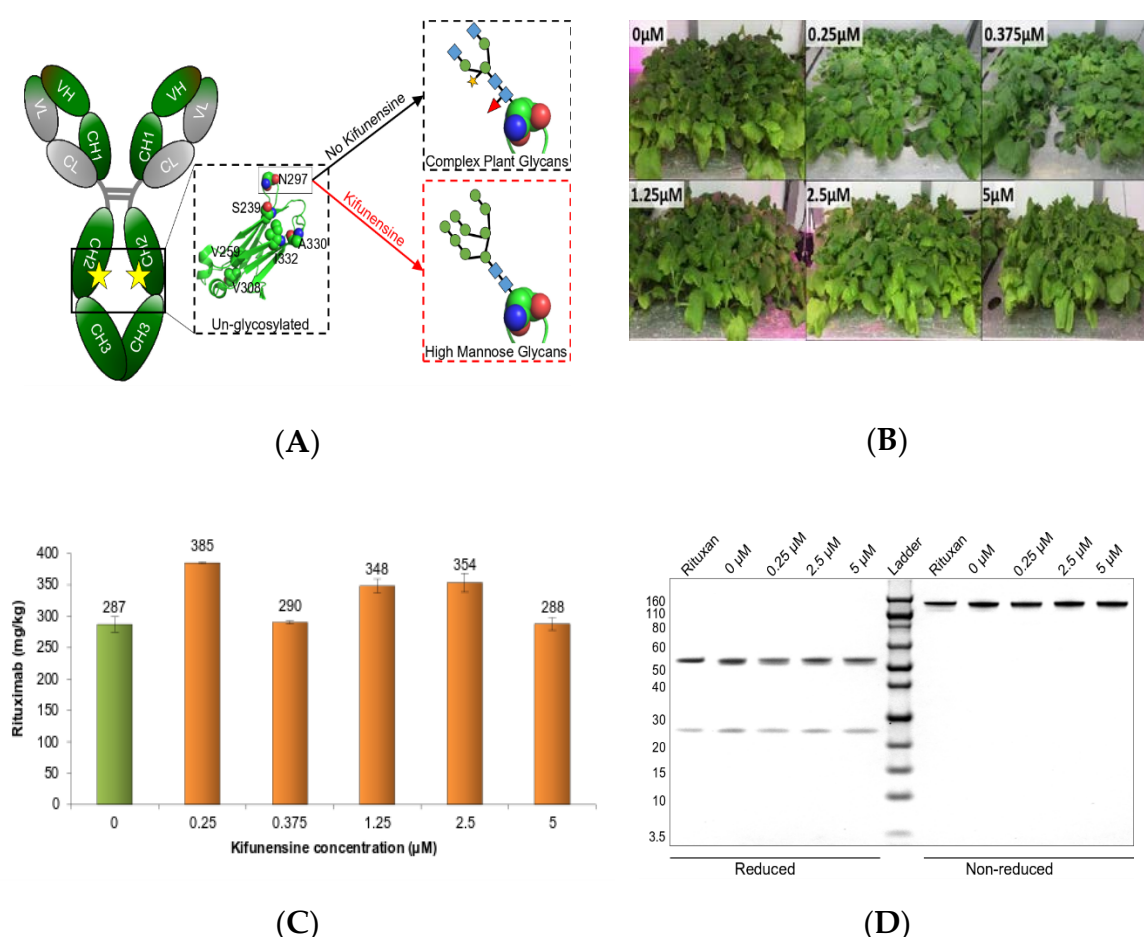 VH
VH
VL
VL
CH1
CH1
CL
CL
CH2
CH2
CH3
CH3
N297
S239
A330
V259
I332
V308
Un-glycosylated
No Kifunensine
Kifunensine
Complex Plant Glycans
High Mannose Glycans
(A)
0μM
0.25μM
0.375μM
1.25μM
2.5μM
5μM
(B)
Rituximab (mg/kg)
400
350
300
250
200
150
100
50
0
287
385
290
348
354
288
0
0.25
0.375
1.25
2.5
5
Kifunensine concentration (μM)
(C)
Rituxan
0 μM
0.25 μM
2.5 μM
5 μM
Ladder
Rituxan
0 μM
0.25 μM
2.5 μM
5 μM
160
110
80
60
50
40
30
20
15
10
3.5
Reduced
Non-reduced
(D)